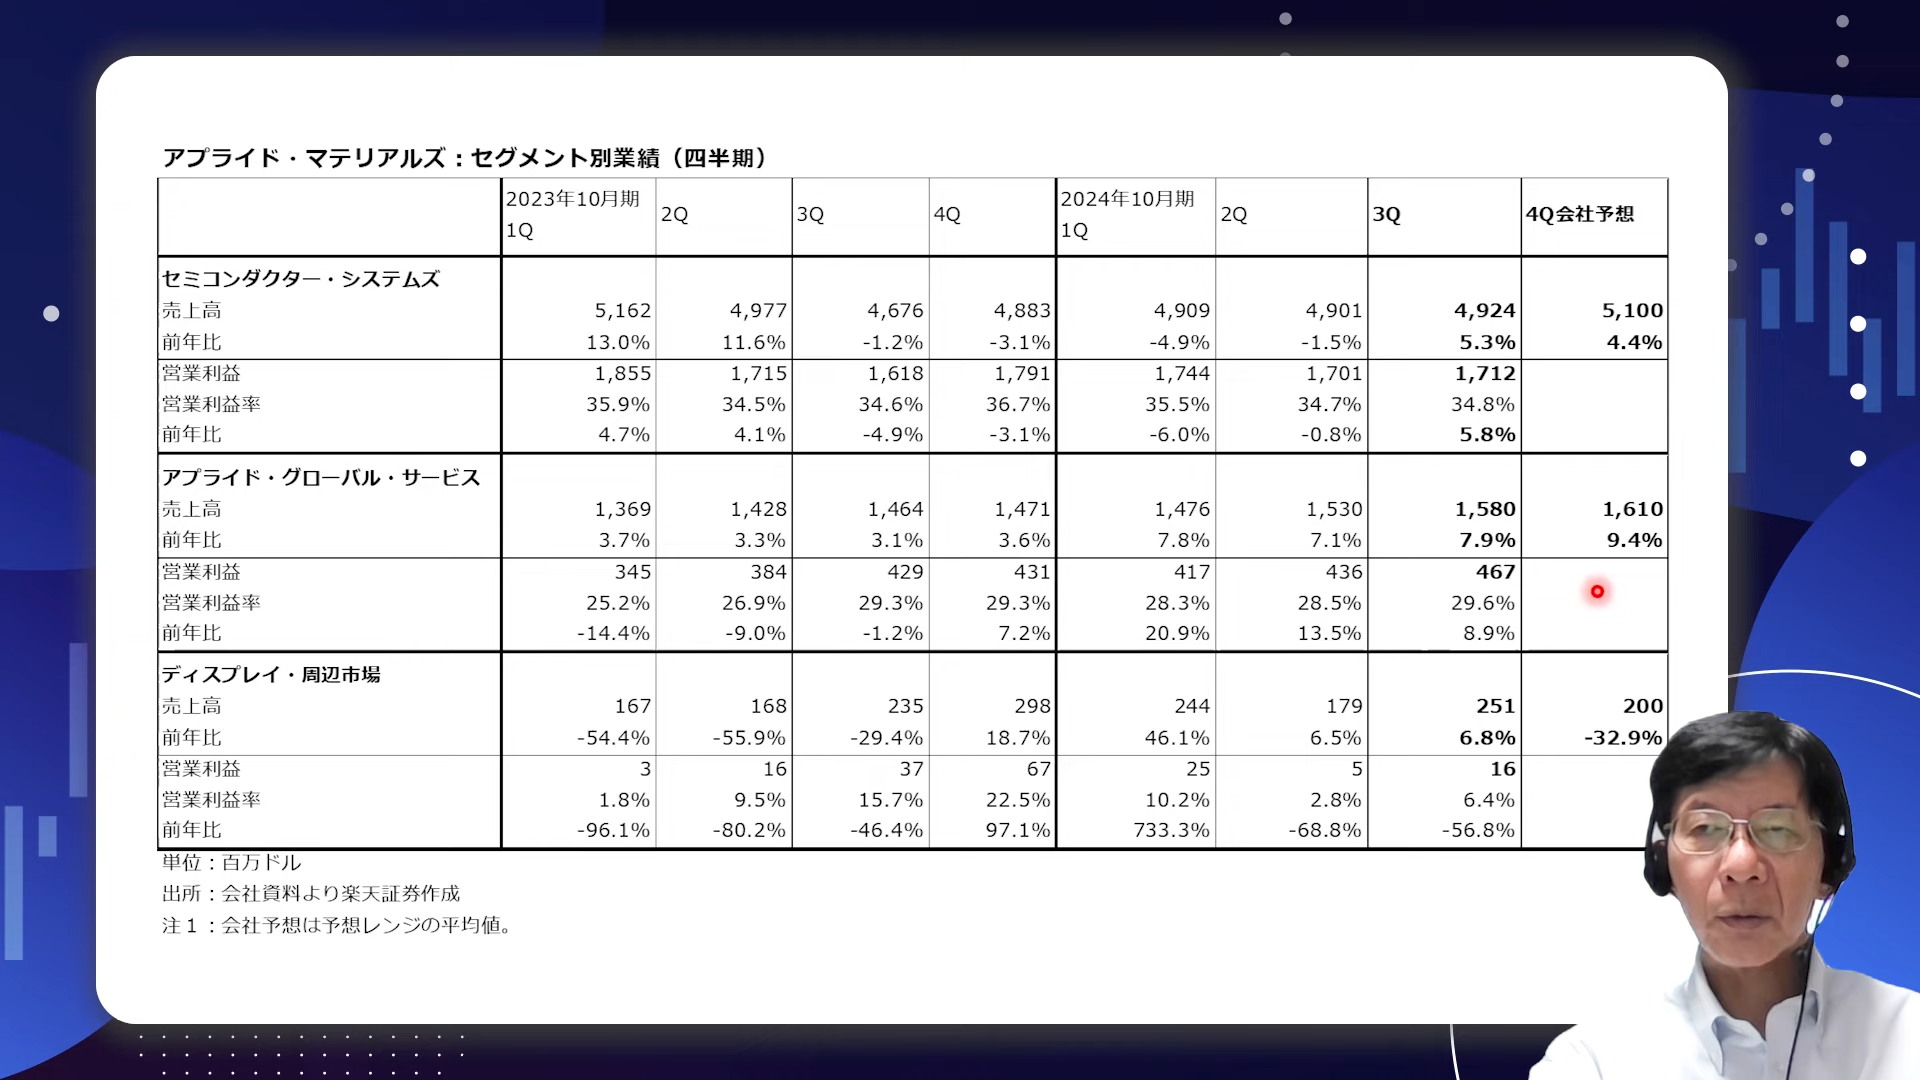 アプライド・マテリアルズ：セグメント別業績（四半期）
2023年10月期 1Q 2Q 3Q 4Q 2024年10月期 1Q 2Q 3Q 4Q会社予想
セミコンダクター・システムズ
売上高 5,162 4,977 4,676 4,883 4,909 4,901 4,924 5,100
前年比 13.0% 11.6% -1.2% -3.1% -4.9% -1.5% 5.3% 4.4%
営業利益 1,855 1,715 1,618 1,791 1,744 1,701 1,712
営業利益率 35.9% 34.5% 34.6% 36.7% 35.5% 34.7% 34.8%
前年比 4.7% 4.1% -4.9% -3.1% -6.0% -0.8% 5.8%
アプライド・グローバル・サービス
売上高 1,369 1,428 1,464 1,471 1,476 1,530 1,580 1,610
前年比 3.7% 3.3% 3.1% 3.6% 7.8% 7.1% 7.9% 9.4%
営業利益 345 384 429 431 417 436 467
営業利益率 25.2% 26.9% 29.3% 29.3% 28.3% 28.5% 29.6%
前年比 -14.4% -9.0% -1.2% 7.2% 20.9% 13.5% 8.9%
ディスプレイ・周辺市場
売上高 167 168 235 298 244 179 251 200
前年比 -54.4% -55.9% -29.4% 18.7% 46.1% 6.5% 6.8% -32.9%
営業利益 3 16 37 67 25 5 16
営業利益率 1.8% 9.5% 15.7% 22.5% 10.2% 2.8% 6.4%
前年比 -96.1% -80.2% -46.4% 97.1% 733.3% -68.8% -56.8%
単位：百万ドル
出所：会社資料より楽天証券作成
注１：会社予想は予想レンジの平均値。